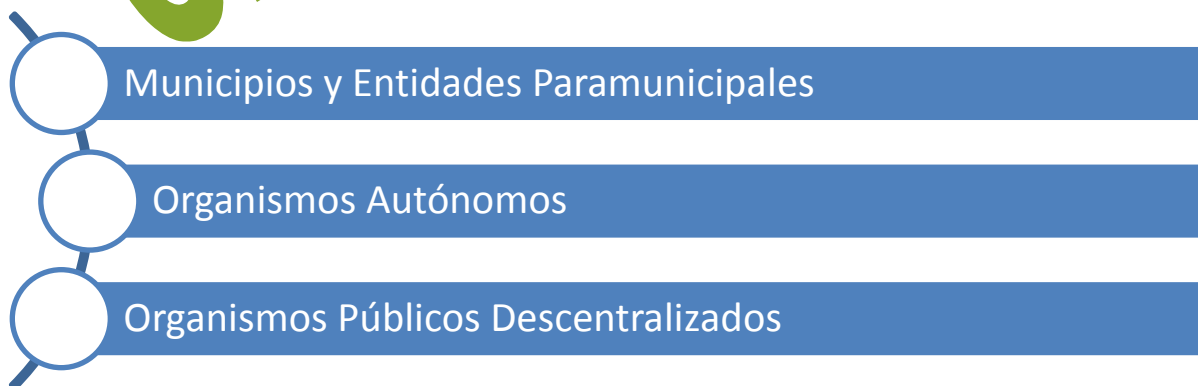 Municipios y Entidades Paramunicipales
Organismos Autónomos
Organismos Públicos Descentralizados